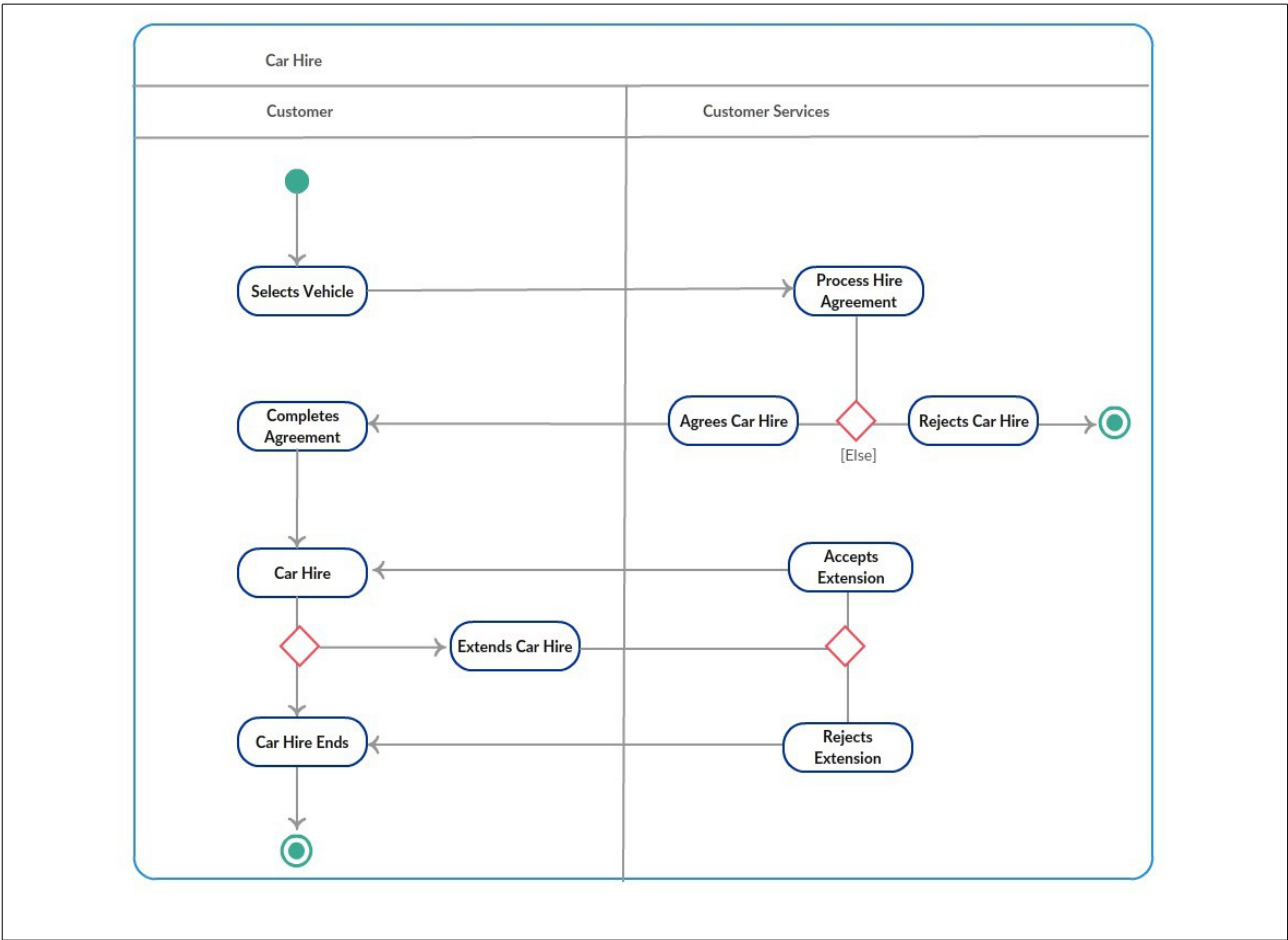 Car Hire
Customer
Customer Services
Selects Vehicle
Process Hire
Agreement
Completes
Agreement
Agrees Car Hire
Rejects Car Hire
[Else]
Car Hire
Accepts
Extension
Extends Car Hire
Car Hire Ends
Rejects
Extension